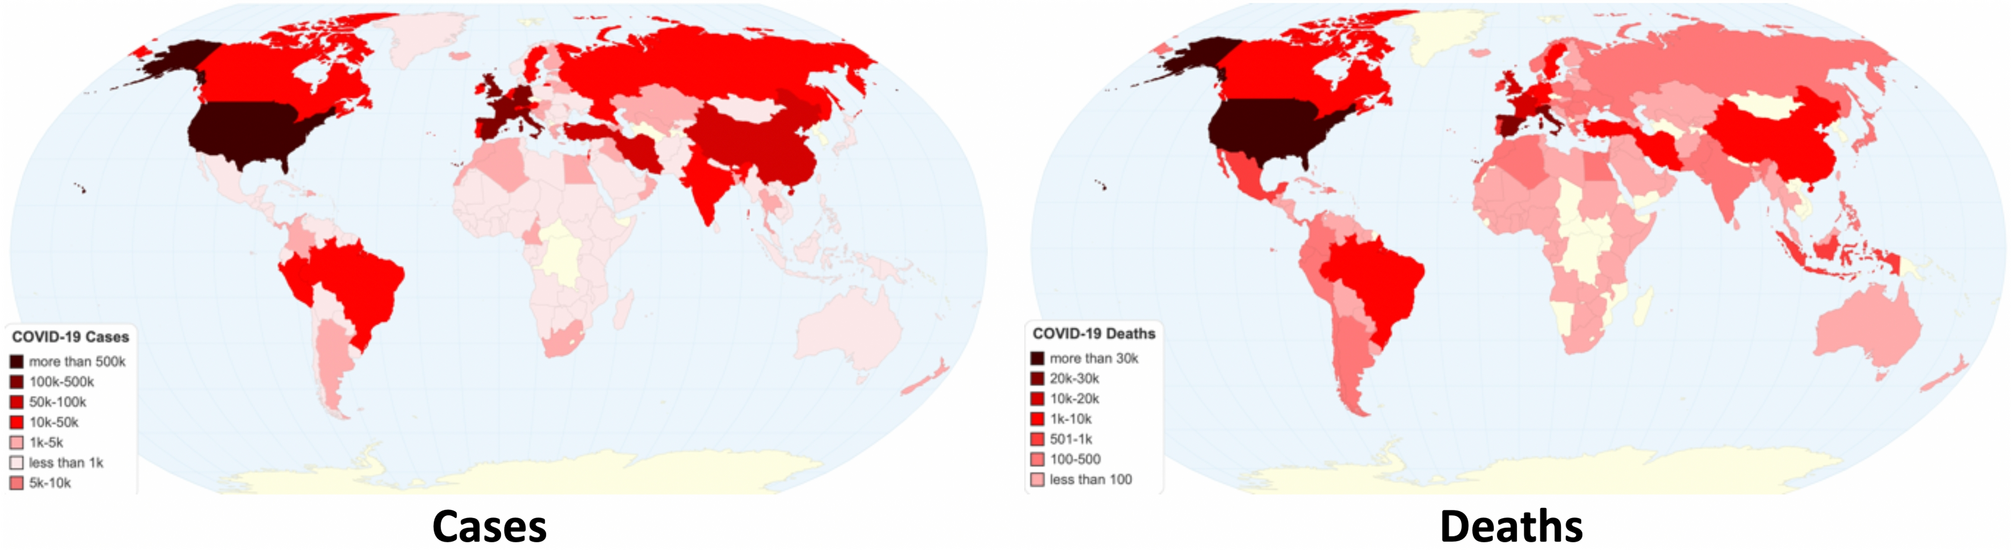 COVID-19 Cases
more than 500k
100k-500k
50k-100k
10k-50k
1k-5k
less than 1k
5k-10k
Cases
COVID-19 Deaths
more than 30k
20k-30k
10k-20k
1k-10k
501-1k
100-500
less than 100
Deaths